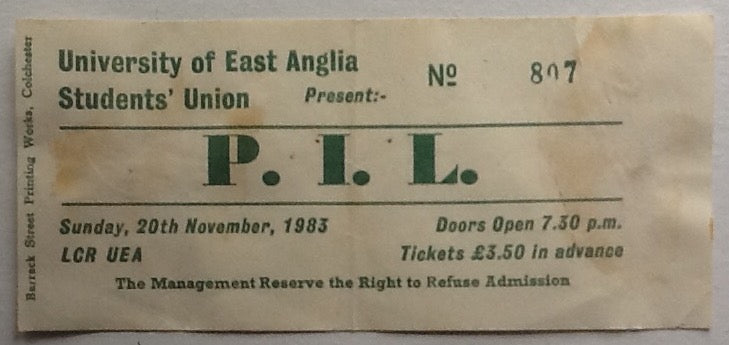 University of East Anglia
Students' Union Present:-
Nº 807
P. I. L.
Sunday, 20th November, 1983
Doors Open 7.30 p.m.
LCR UEA
Tickets £3.50 in advance
The Management Reserve the Right to Refuse Admission
Barrack Street Printing Works, Colchester